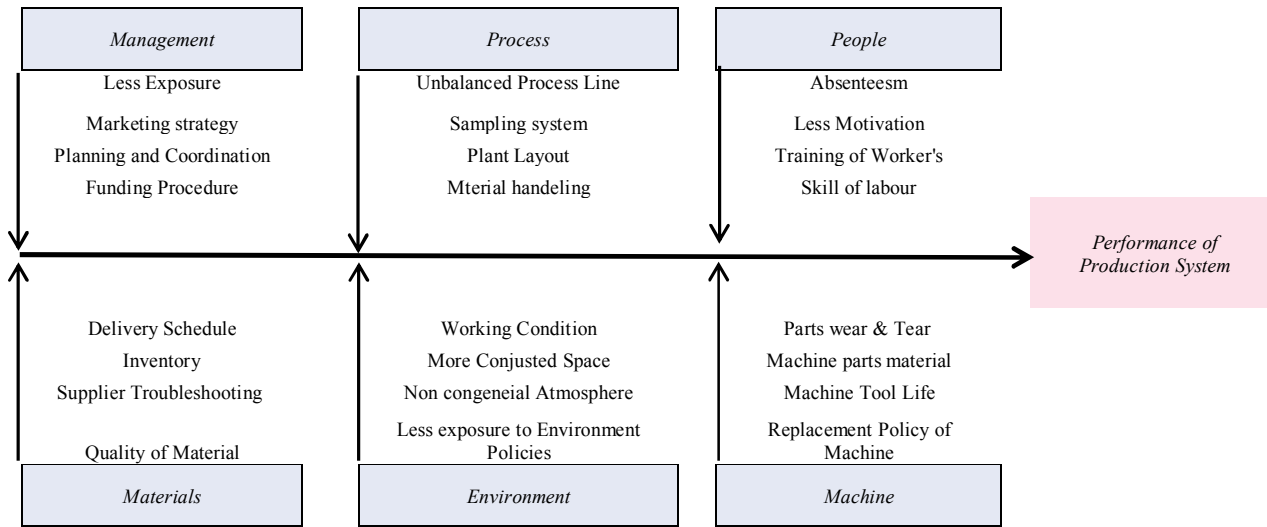 Management
Less Exposure
Marketing strategy
Planning and Coordination
Funding Procedure
Process
Unbalanced Process Line
Sampling system
Plant Layout
Mterial handeling
People
Absenteesm
Less Motivation
Training of Worker's
Skill of labour
Performance of
Production System
Delivery Schedule
Inventory
Supplier Troubleshooting
Quality of Material
Materials
Working Condition
More Conjusted Space
Non congeneial Atmosphere
Less exposure to Environment
Policies
Environment
Parts wear & Tear
Machine parts material
Machine Tool Life
Replacement Policy of
Machine
Machine